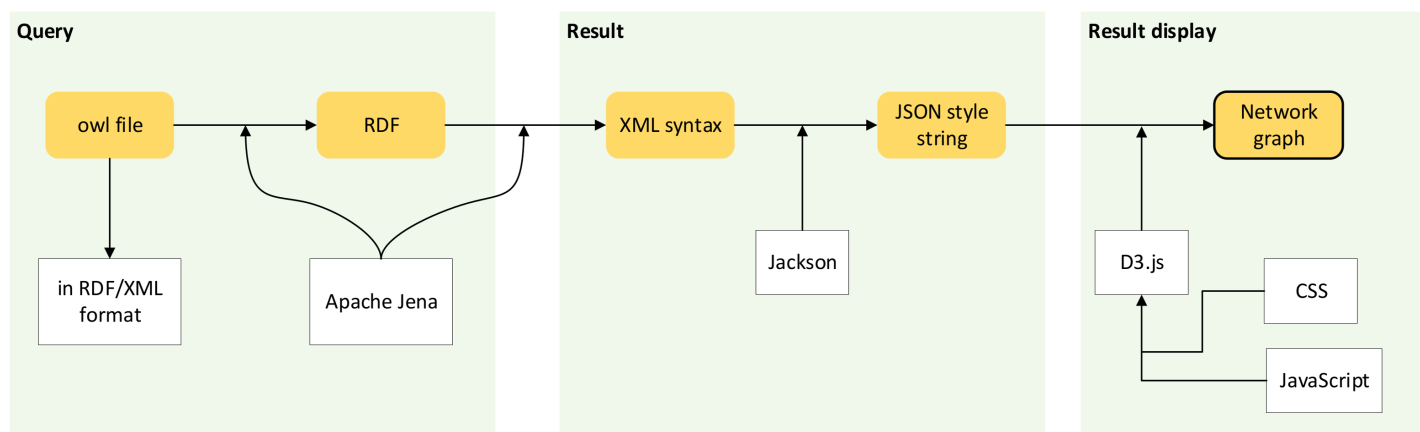 Query
owl file
RDF
in RDF/XML
format
Apache Jena
Result
XML syntax
JSON style
string
Jackson
Result display
Network
graph
D3.js
CSS
JavaScript